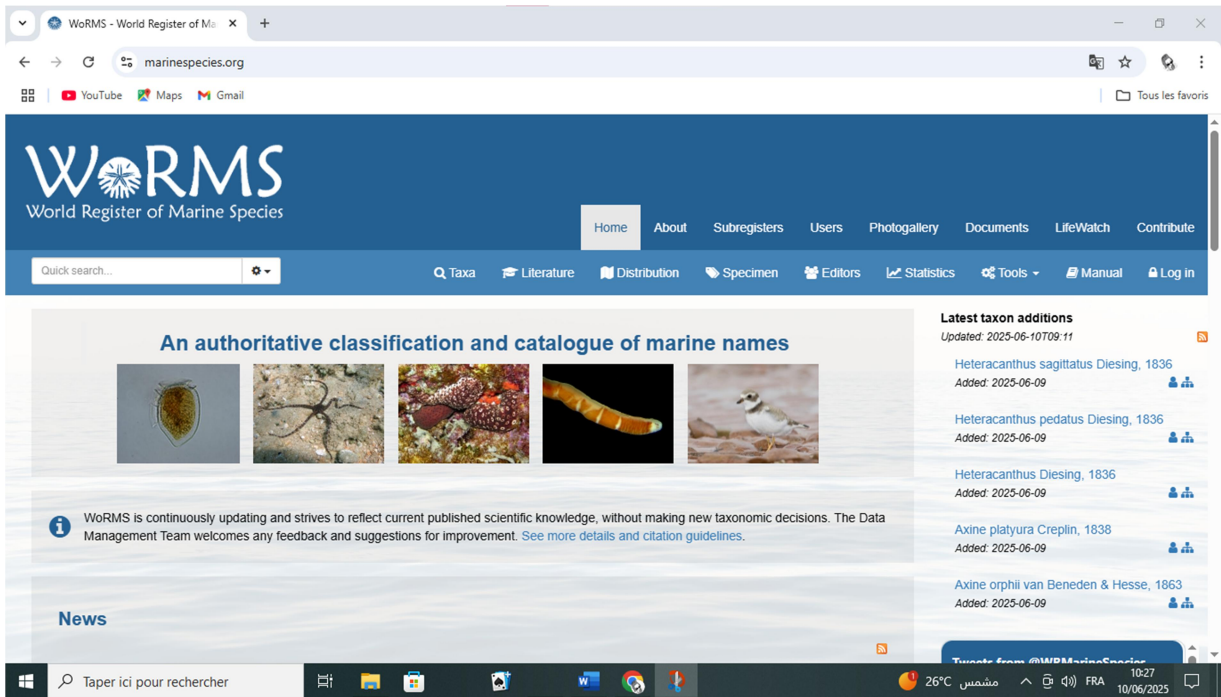 WoRMS - World Register of Ma
marinespecies.org
YouTube
Maps
Gmail
Tous les favoris
WoRMS
World Register of Marine Species
Home
About
Subregisters
Users
Photogallery
Documents
LifeWatch
Contribute
Quick search...
Taxa
Literature
Distribution
Specimen
Editors
Statistics
Tools
Manual
Log in
An authoritative classification and catalogue of marine names
WoRMS is continuously updating and strives to reflect current published scientific knowledge, without making new taxonomic decisions. The Data
Management Team welcomes any feedback and suggestions for improvement. See more details and citation guidelines.
News
Latest taxon additions
Updated: 2025-06-10T09:11
Heteracanthus sagittatus Diesing, 1836
Added: 2025-06-09
Heteracanthus pedatus Diesing, 1836
Added: 2025-06-09
Heteracanthus Diesing, 1836
Added: 2025-06-09
Axine platyura Creplin, 1838
Added: 2025-06-09
Axine orphii van Beneden & Hesse, 1863
Added: 2025-06-09
Tweets from @WRMarineSpecies
Taper ici pour rechercher
1
26°C مشمس
FRA
10:27
10/06/2025